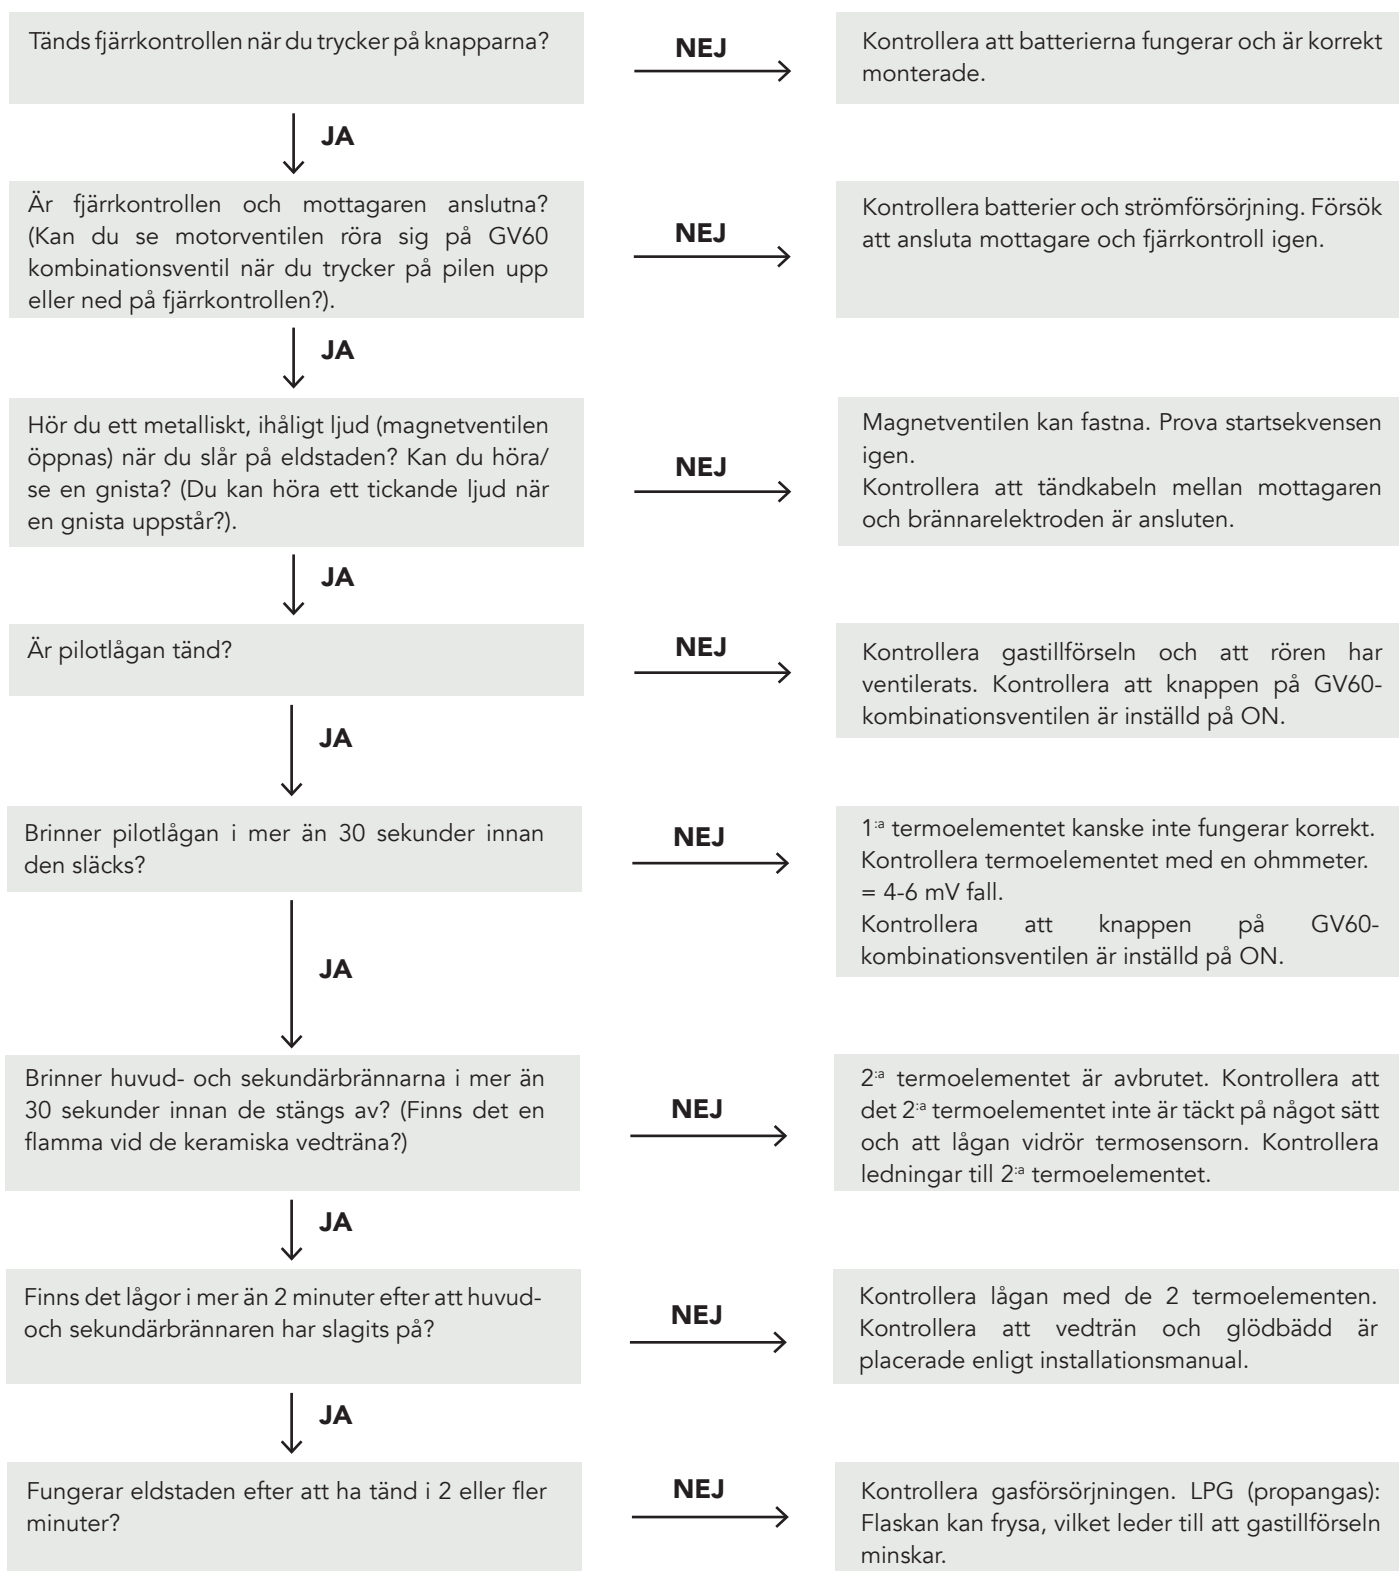 Tänds fjärrkontrollen när du trycker på knapparna?
NEJ
Kontrollera att batterierna fungerar och är korrekt
monterade.
JA
Är fjärrkontrollen och mottagaren anslutna?
(Kan du se motorventilen röra sig på GV60
kombinationsventil när du trycker på pilen upp
eller ned på fjärrkontrollen?).
NEJ
Kontrollera batterier och strömförsörjning. Försök
att ansluta mottagare och fjärrkontroll igen.
JA
Hör du ett metalliskt, ihåligt ljud (magnetventilen
öppnas) när du slår på eldstaden? Kan du höra/
se en gnista? (Du kan höra ett tickande ljud när
en gnista uppstår?).
NEJ
Magnetventilen kan fastna. Prova startsekvensen
igen.
Kontrollera att tändkabeln mellan mottagaren
och brännarelektroden är ansluten.
JA
Är pilotlågan tänd?
NEJ
Kontrollera gastillförseln och att rören har
ventilerats. Kontrollera att knappen på GV60-
kombinationsventilen är inställd på ON.
JA
Brinner pilotlågan i mer än 30 sekunder innan
den släcks?
NEJ
1:a termoelementet kanske inte fungerar korrekt.
Kontrollera termoelementet med en ohmmeter.
= 4-6 mV fall.
Kontrollera att knappen på GV60-
kombinationsventilen är inställd på ON.
JA
Brinner huvud- och sekundärbrännarna i mer än
30 sekunder innan de stängs av? (Finns det en
flamma vid de keramiska vedträna?)
NEJ
2:a termoelementet är avbrutet. Kontrollera att
det 2:a termoelementet inte är täckt på något sätt
och att lågan vidrör termosensorn. Kontrollera
ledningar till 2:a termoelementet.
JA
Finns det lågor i mer än 2 minuter efter att huvud-
och sekundärbrännaren har slagits på?
NEJ
Kontrollera lågan med de 2 termoelementen.
Kontrollera att vedträn och glödbädd är
placerade enligt installationsmanual.
JA
Fungerar eldstaden efter att ha tänd i 2 eller fler
minuter?
NEJ
Kontrollera gasförsörjningen. LPG (propangas):
Flaskan kan frysa, vilket leder till att gastillförseln
minskar.